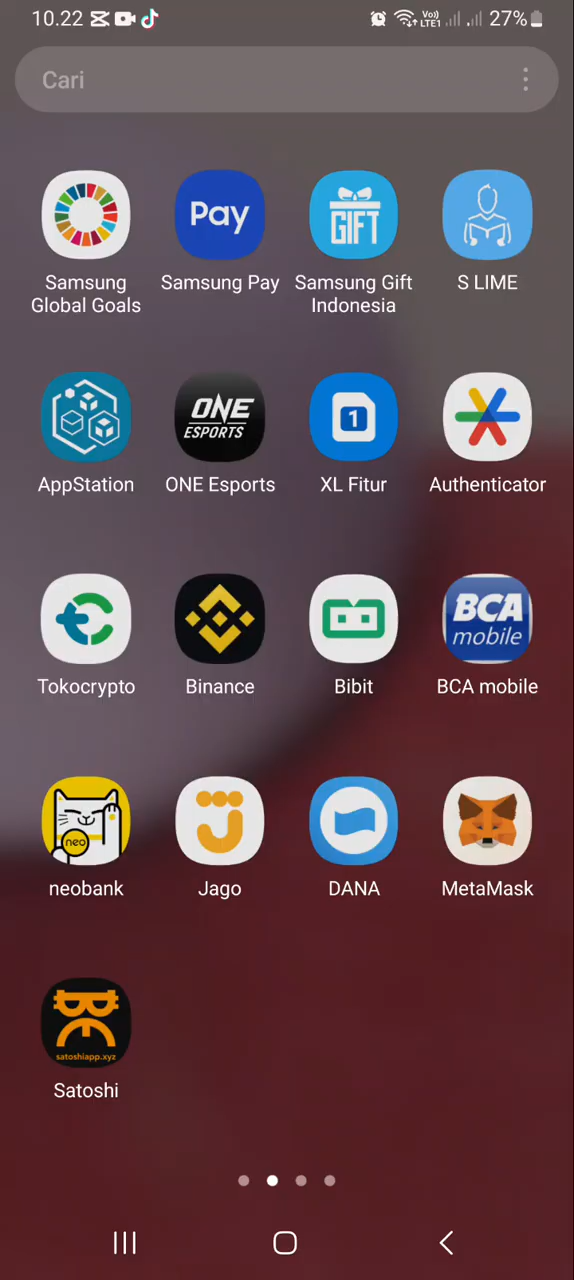 10.22
Vo))
LTE1
27%
Cari
Pay
GIFT
Samsung
Global Goals
Samsung Pay
Samsung Gift
Indonesia
S LIME
ONE
ESPORTS
1
AppStation
ONE Esports
XL Fitur
Authenticator
BCA
mobile
Tokocrypto
Binance
Bibit
BCA mobile
neo
neobank
Jago
DANA
MetaMask
satoshiapp.xyz
Satoshi